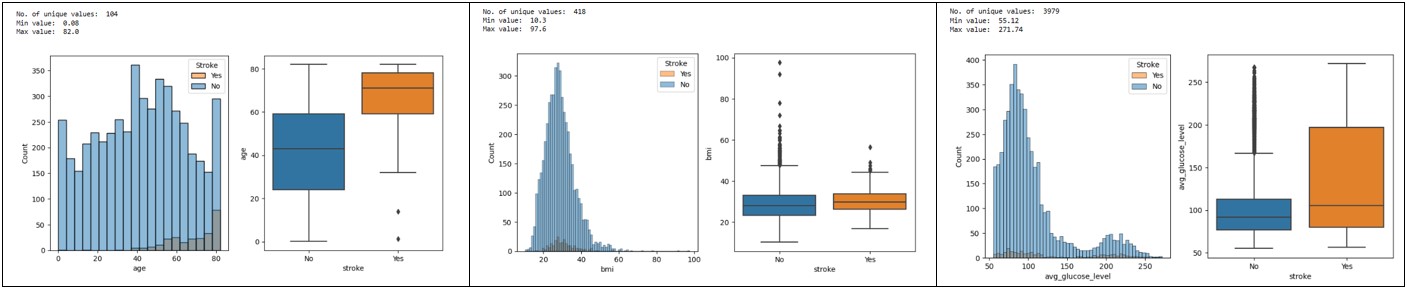 No. of unique values: 104
Min value: 0.08
Max value: 82.0
350
300
250
200
150
100
50
0
Count
0 20 40 60 80
age
Stroke
Yes
No
80
60
40
20
0
age
No Yes
stroke
No. of unique values: 418
Min value: 10.3
Max value: 97.6
300
250
200
150
100
50
0
Count
20 40 60 80 100
bmi
Stroke
Yes
No
100
80
60
40
20
bmi
No Yes
stroke
No. of unique values: 3979
Min value: 55.12
Max value: 271.74
400
350
300
250
200
150
100
50
0
Count
50 100 150 200 250
avg_glucose_level
Stroke
Yes
No
250
200
150
100
50
avg_glucose_level
No Yes
stroke